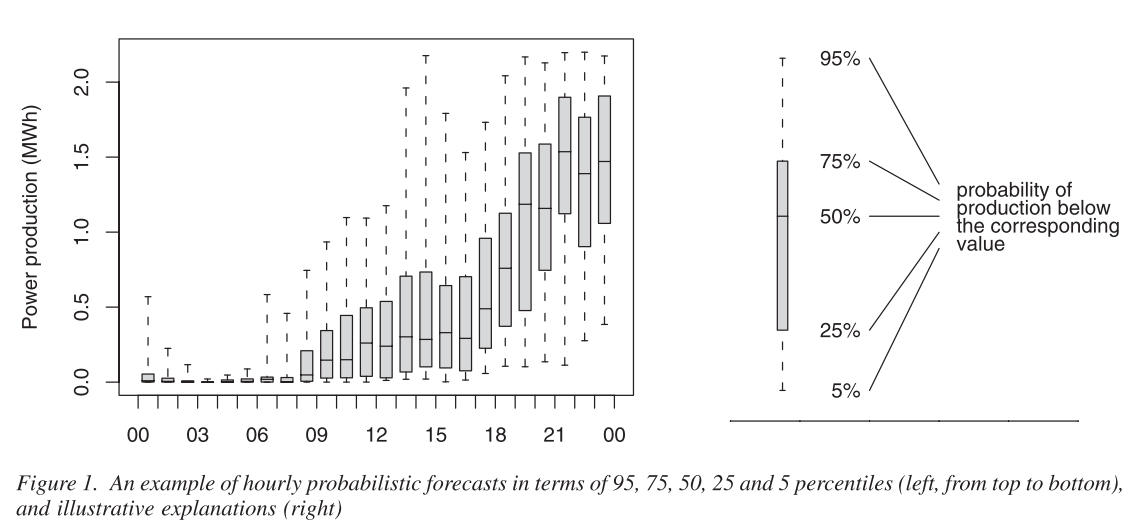 Power production (MWh)
2.0
1.5
1.0
0.5
0.0
00 03 06 09 12 15 18 21 00
95%
75%
50%
25%
5%
probability of
production below
the corresponding
value
Figure 1. An example of hourly probabilistic forecasts in terms of 95, 75, 50, 25 and 5 percentiles (left, from top to bottom),
and illustrative explanations (right)